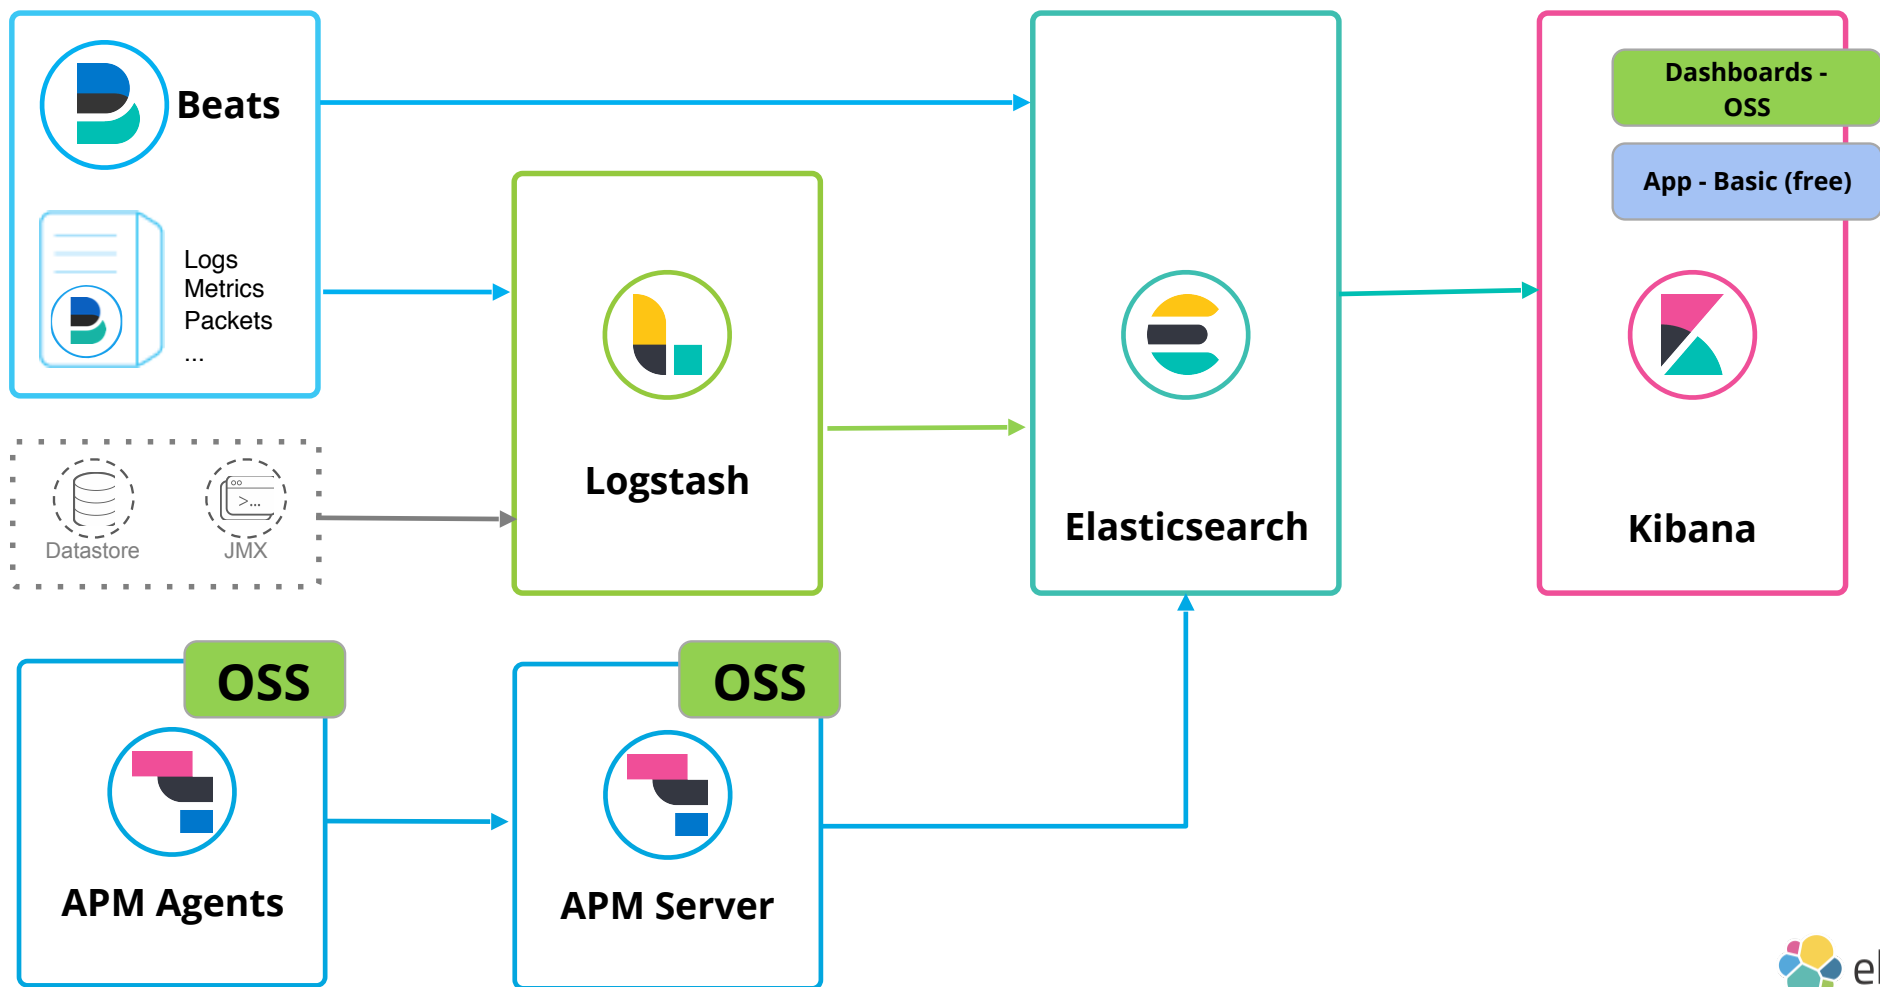 Beats
Logs
Metrics
Packets
...
Datastore
JMX
>...
Logstash
Elasticsearch
Dashboards -
OSS
App - Basic (free)
Kibana
OSS
APM Agents
OSS
APM Server